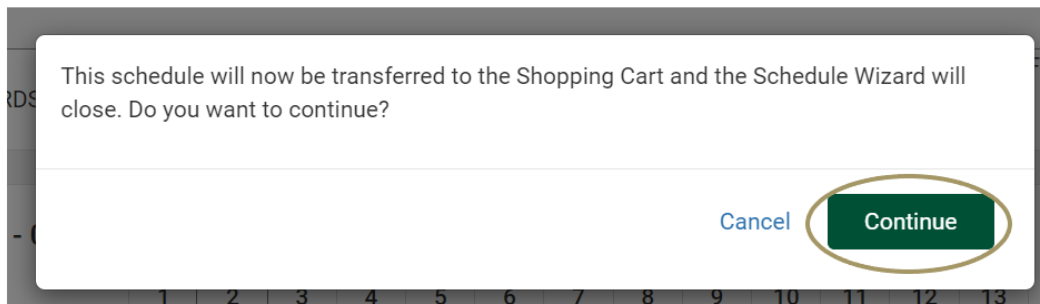 This schedule will now be transferred to the Shopping Cart and the Schedule Wizard will
close. Do you want to continue?
Cancel Continue
1 2 3 4 5 6 7 8 9 10 11 12 13